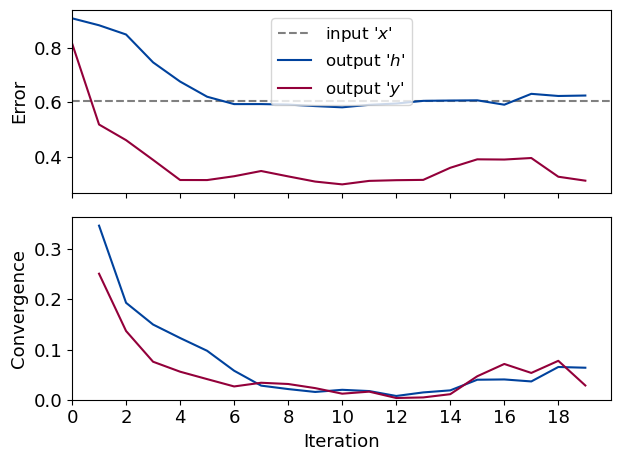 input 'x'
output 'h'
output 'y'
Error
0.8
0.6
0.4
Convergence
0.3
0.2
0.1
0.0
0 2 4 6 8 10 12 14 16 18
Iteration